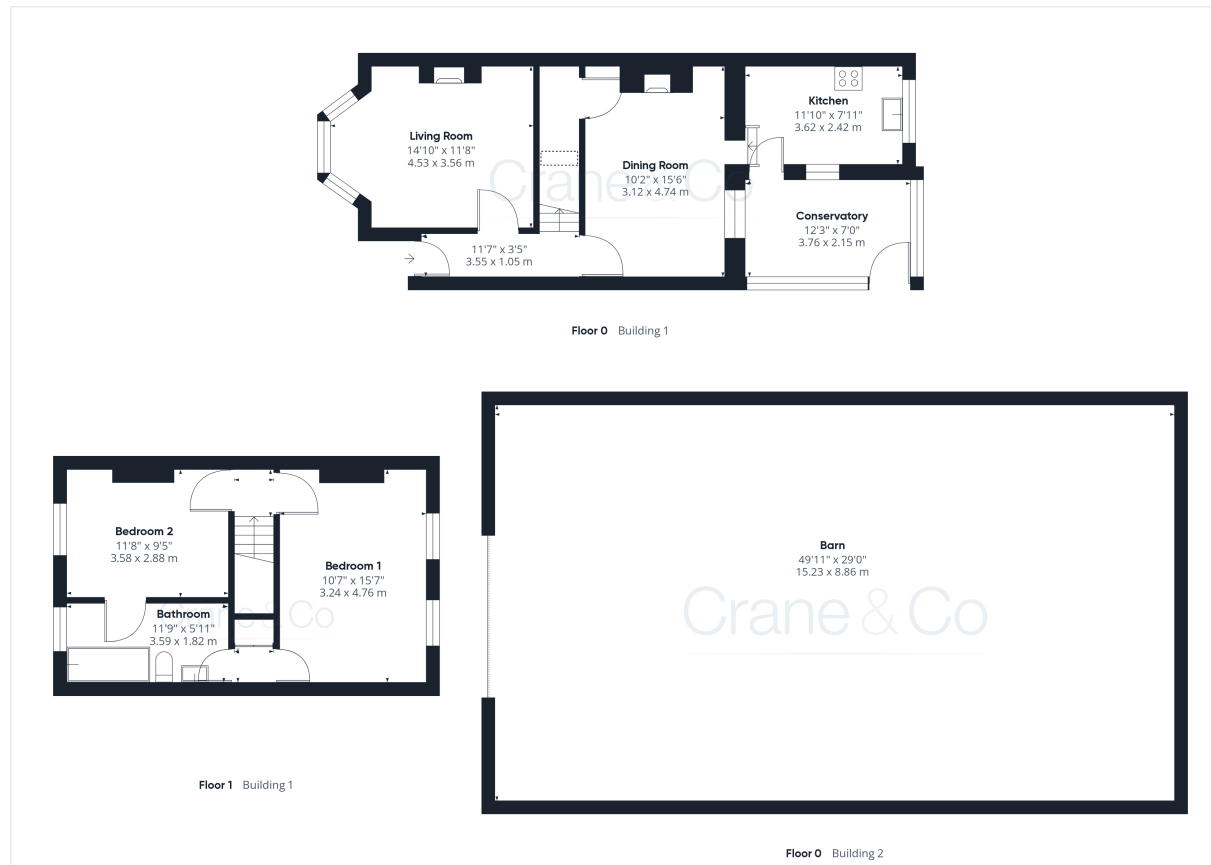 Living Room
14'10" x 11'8"
4.53 x 3.56 m
Kitchen
11'10" x 7'11"
3.62 x 2.42 m
Dining Room
10'2" x 15'6"
3.12 x 4.74 m
Crane & Co
Conservatory
12'3" x 7'0"
3.76 x 2.15 m
11'7" x 3'5"
3.55 x 1.05 m
Floor 0 Building 1
Bedroom 2
11'8" x 9'5"
3.58 x 2.88 m
Bedroom 1
10'7" x 15'7"
3.24 x 4.76 m
Bathroom
11'9" x 5'11"
3.59 x 1.82 m
Crane & Co
Floor 1 Building 1
Barn
49'11" x 29'0"
15.23 x 8.86 m
Crane & Co
Floor 0 Building 2